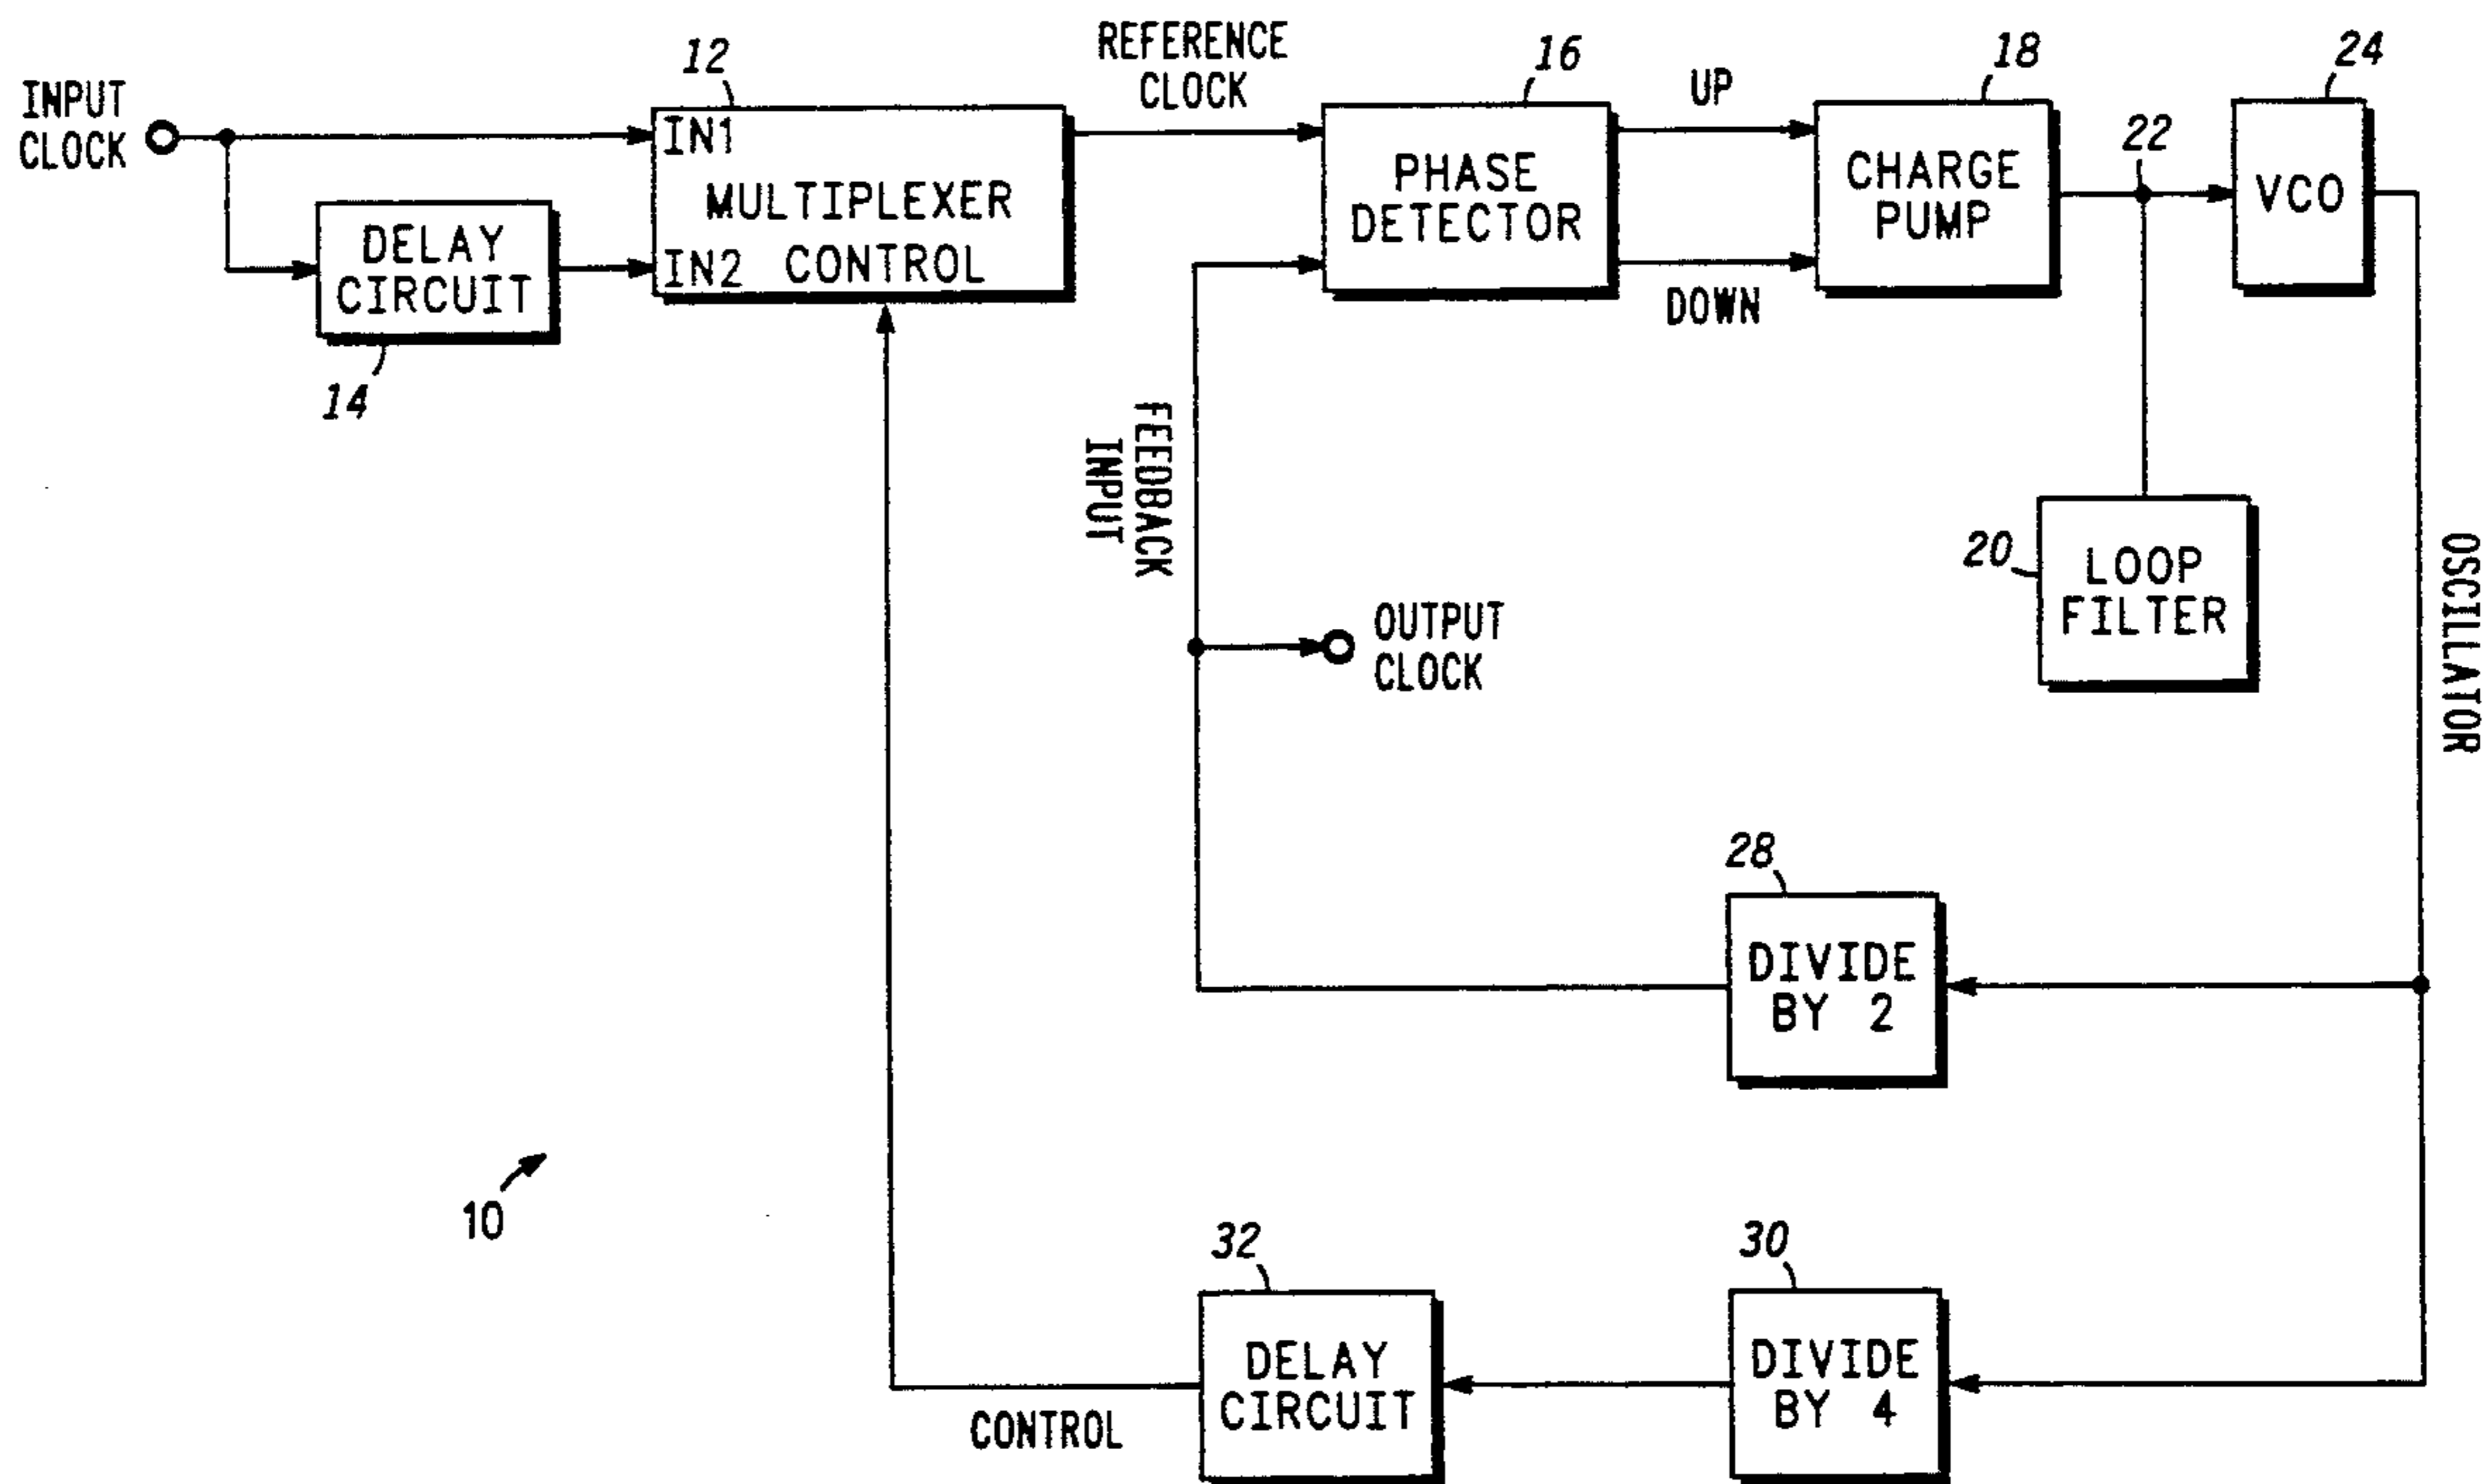 INPUT
CLOCK
12
IN1
MULTIPLEXER
IN2 CONTROL
DELAY
CIRCUIT
14
REFERENCE
CLOCK
16
PHASE
DETECTOR
UP
DOWN
18
CHARGE
PUMP
22
24
VCO
20
LOOP
FILTER
OSCILLATOR
FEEDBACK
INPUT
OUTPUT
CLOCK
28
DIVIDE
BY 2
10
32
DELAY
CIRCUIT
30
DIVIDE
BY 4
CONTROL